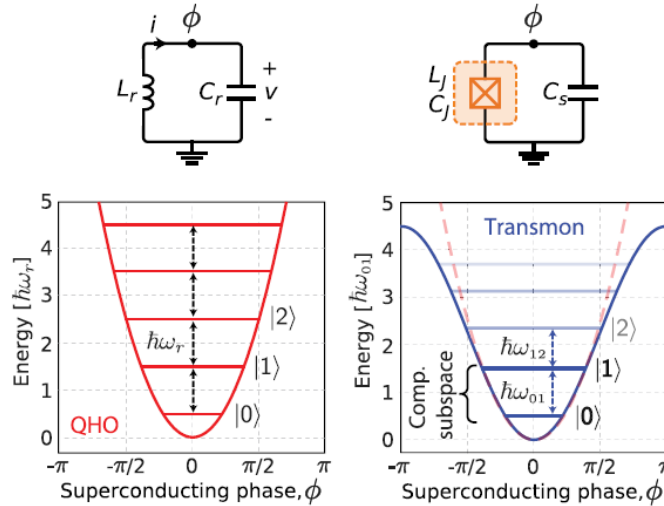 i
ϕ
L_r
C_r
+
v
-
ϕ
L_J
C_J
C_s
Energy [ℏω_r]
5
4
3
2
1
0
ℏω_r
|2⟩
|1⟩
|0⟩
QHO
-π
-π/2
0
π/2
π
Superconducting phase, ϕ
Energy [ℏω_01]
5
4
3
2
1
0
Transmon
|2⟩
ℏω_12
|1⟩
Comp.
subspace
ℏω_01
|0⟩
-π
-π/2
0
π/2
π
Superconducting phase, ϕ